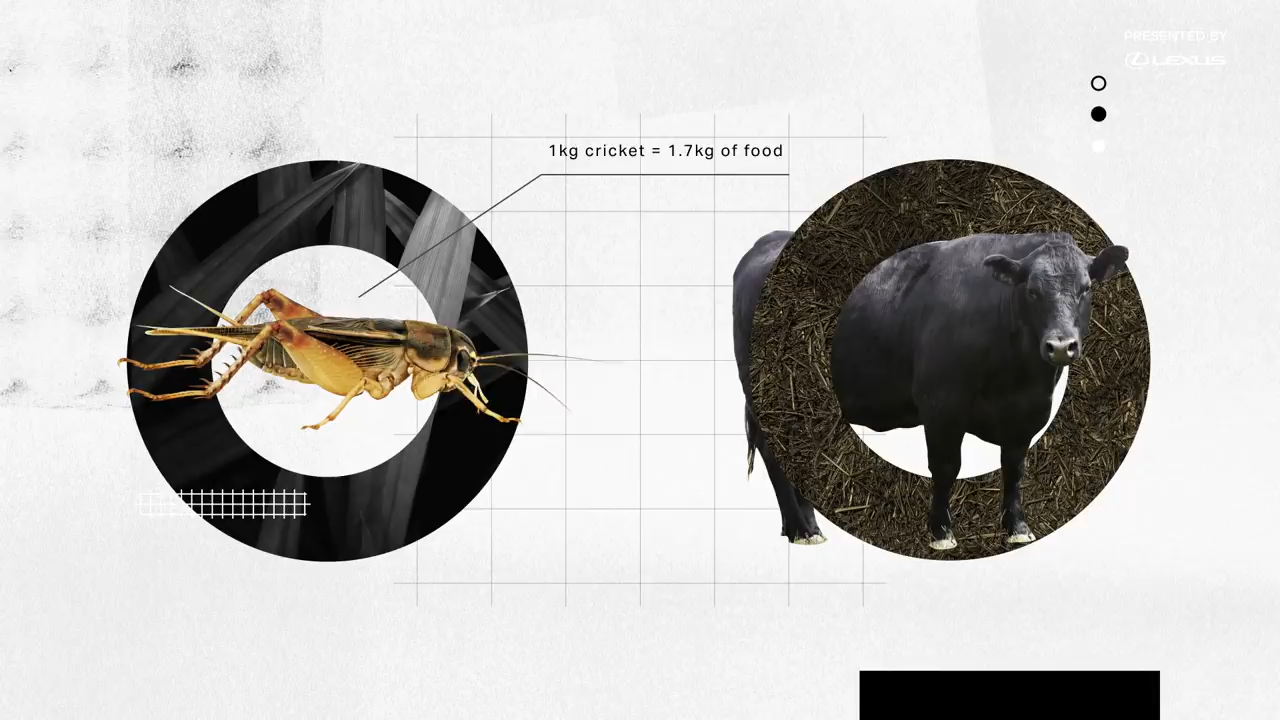 PRESENTED BY
LEXUS
1kg cricket = 1.7kg of food